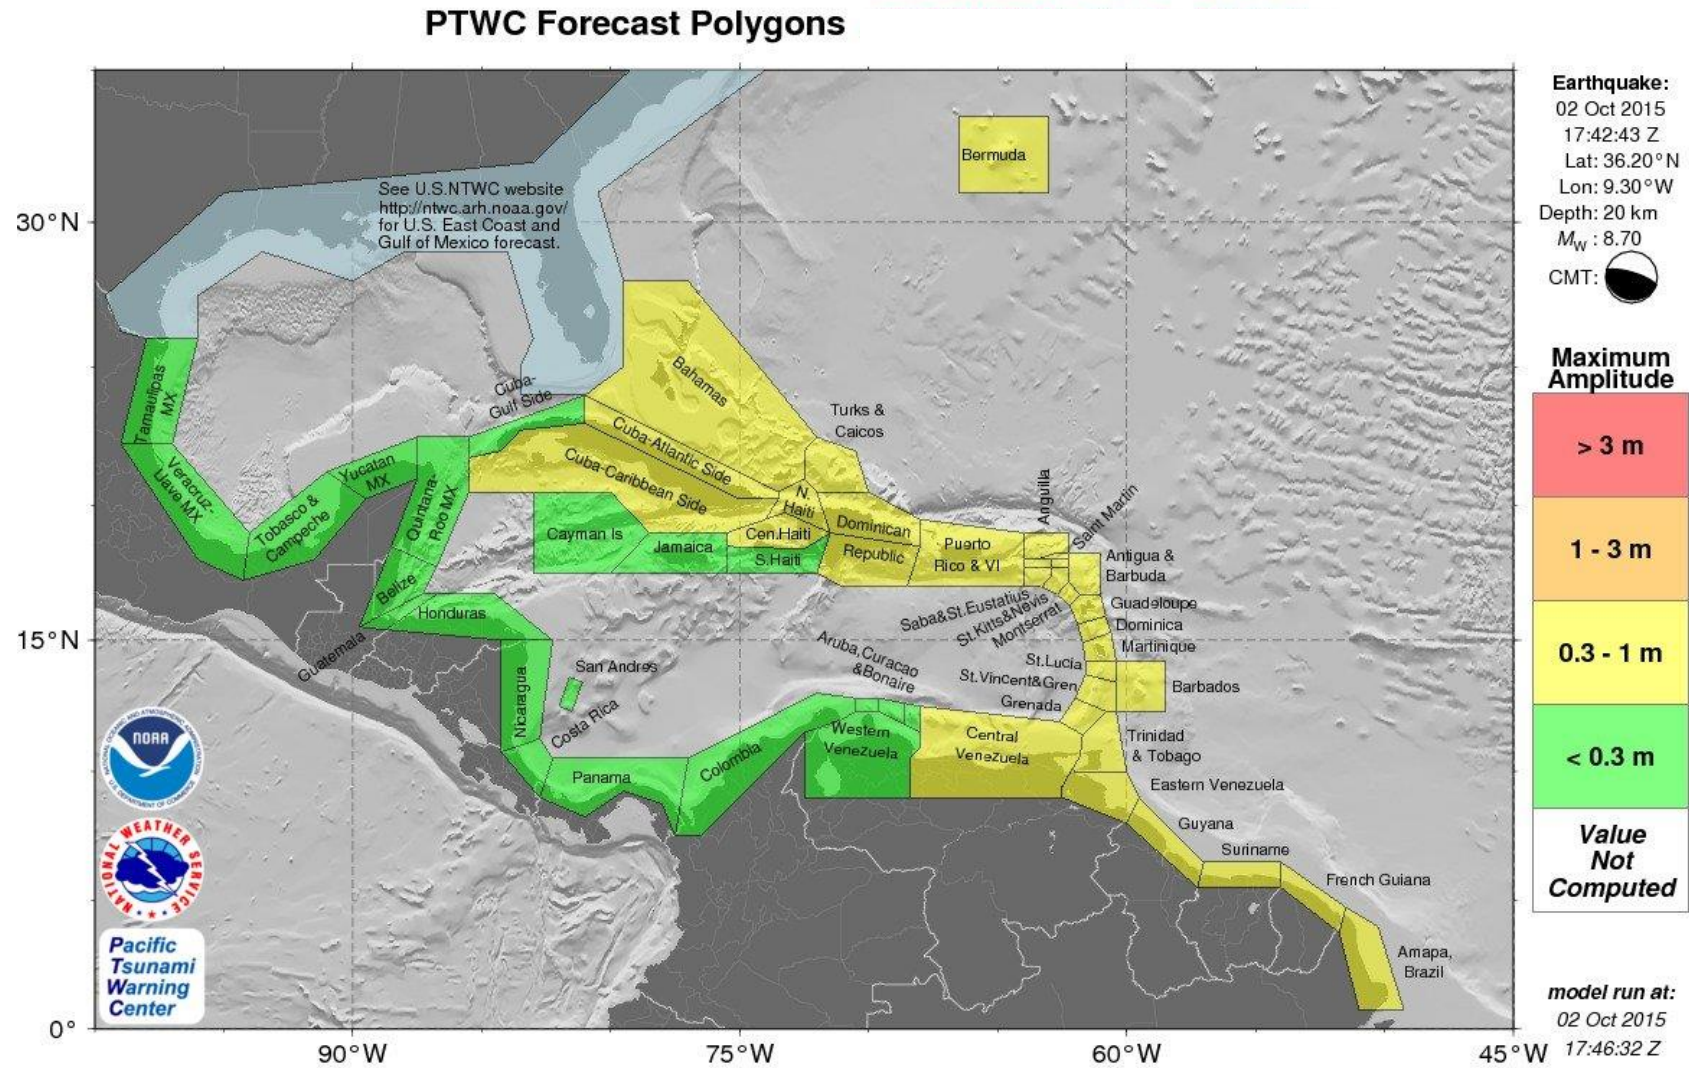 PTWC Forecast Polygons
30°N
15°N
0°
90°W
75°W
60°W
45°W
See U.S.NTWC website
http://ntwc.arh.noaa.gov/
for U.S. East Coast and
Gulf of Mexico forecast.
Bermuda
Tamaulipas
MX
Veracruz-
Llave MX
Tobasco &
Campeche
Yucatan
MX
Quintana-
Roo MX
Belize
Guatemala
Honduras
Nicaragua
San Andres
Costa Rica
Panama
Colombia
Cuba-
Gulf Side
Bahamas
Cuba-Atlantic Side
Cuba-Caribbean Side
Turks &
Caicos
Cayman Is
Jamaica
N.
Haiti
Cen.Haiti
S.Haiti
Dominican
Republic
Puerto
Rico & VI
Anguilla
Saint Martin
Antigua &
Barbuda
Saba&St.Eustatius
St.Kitts&Nevis
Montserrat
Guadeloupe
Dominica
Martinique
St.Lucia
St.Vincent&Gren
Barbados
Grenada
Aruba,Curacao
&Bonaire
Western
Venezuela
Central
Venezuela
Trinidad
& Tobago
Eastern Venezuela
Guyana
Suriname
French Guiana
Amapa,
Brazil
NOAA
NATIONAL OCEANIC AND ATMOSPHERIC ADMINISTRATION
U.S. DEPARTMENT OF COMMERCE
NATIONAL WEATHER SERVICE
Pacific
Tsunami
Warning
Center
Earthquake:
02 Oct 2015
17:42:43 Z
Lat: 36.20°N
Lon: 9.30°W
Depth: 20 km
MW : 8.70
CMT:
Maximum
Amplitude
> 3 m
1 - 3 m
0.3 - 1 m
< 0.3 m
Value
Not
Computed
model run at:
02 Oct 2015
17:46:32 Z